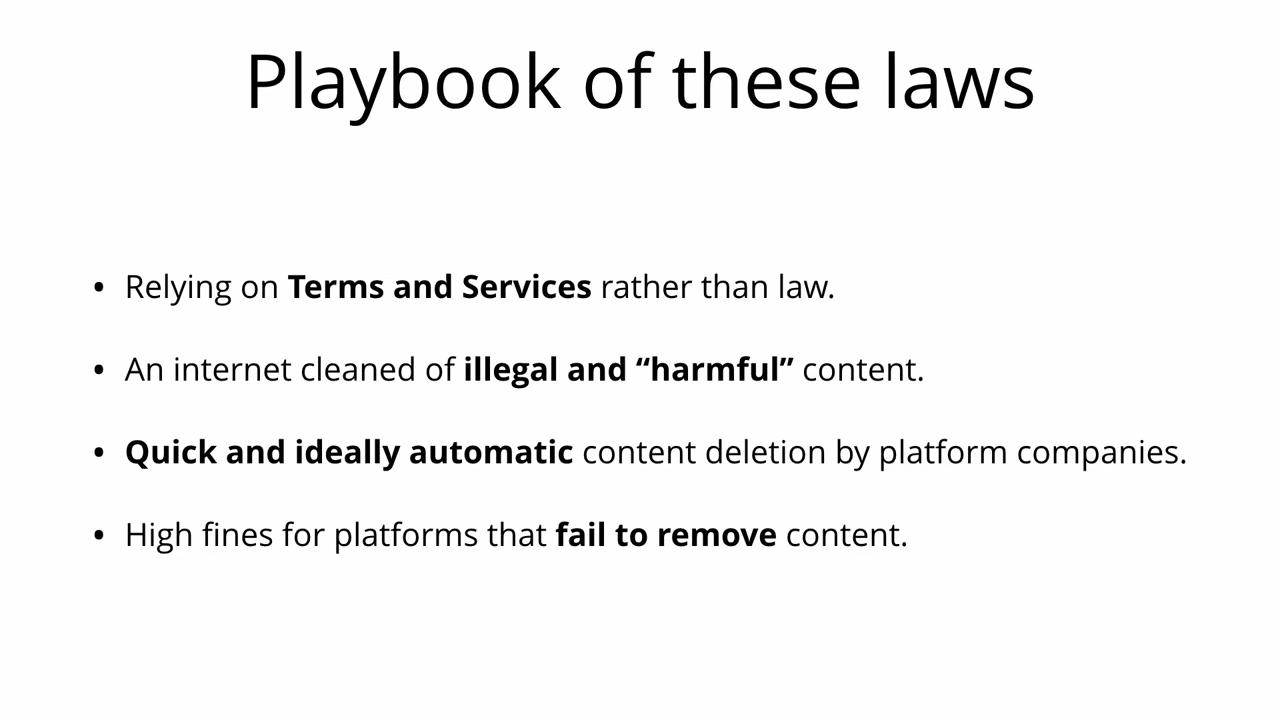 Playbook of these laws
• Relying on Terms and Services rather than law.
• An internet cleaned of illegal and “harmful” content.
• Quick and ideally automatic content deletion by platform companies.
• High fines for platforms that fail to remove content.